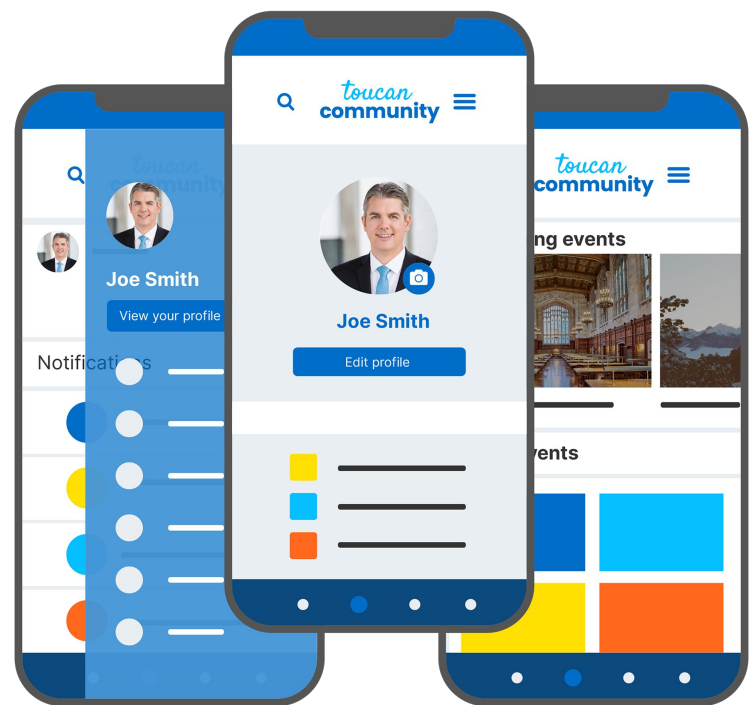 toucan
community
Joe Smith
View your profile
Notifications
toucan
community
Joe Smith
Edit profile
toucan
community
ng events
vents